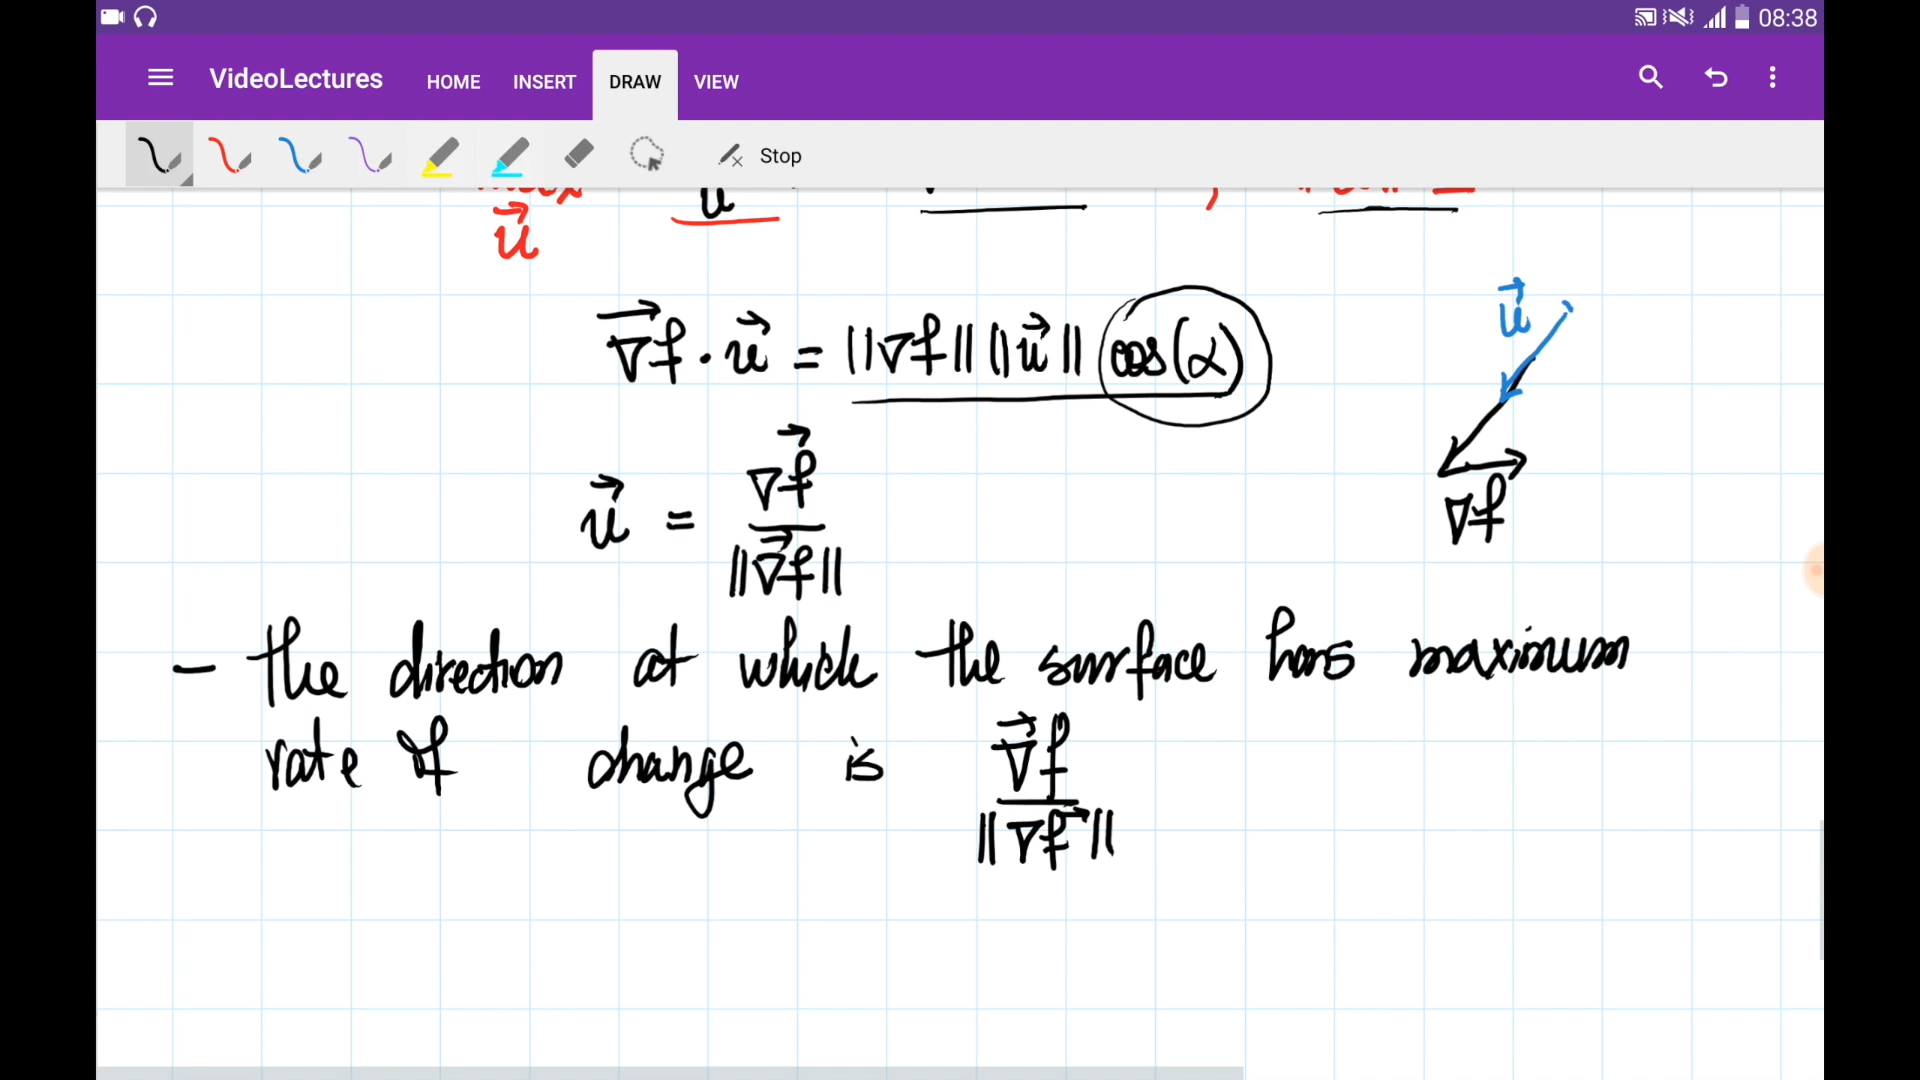 08:38
VideoLectures HOME INSERT DRAW VIEW
Stop
u⃗ u
∇f⃗ · u⃗ = ||∇f|| ||u⃗|| cos(α)
u⃗
u⃗ = ∇f⃗ / ||∇f⃗||
∇f
- the direction at which the surface has maximum
rate of change is ∇⃗f / ||∇f⃗||